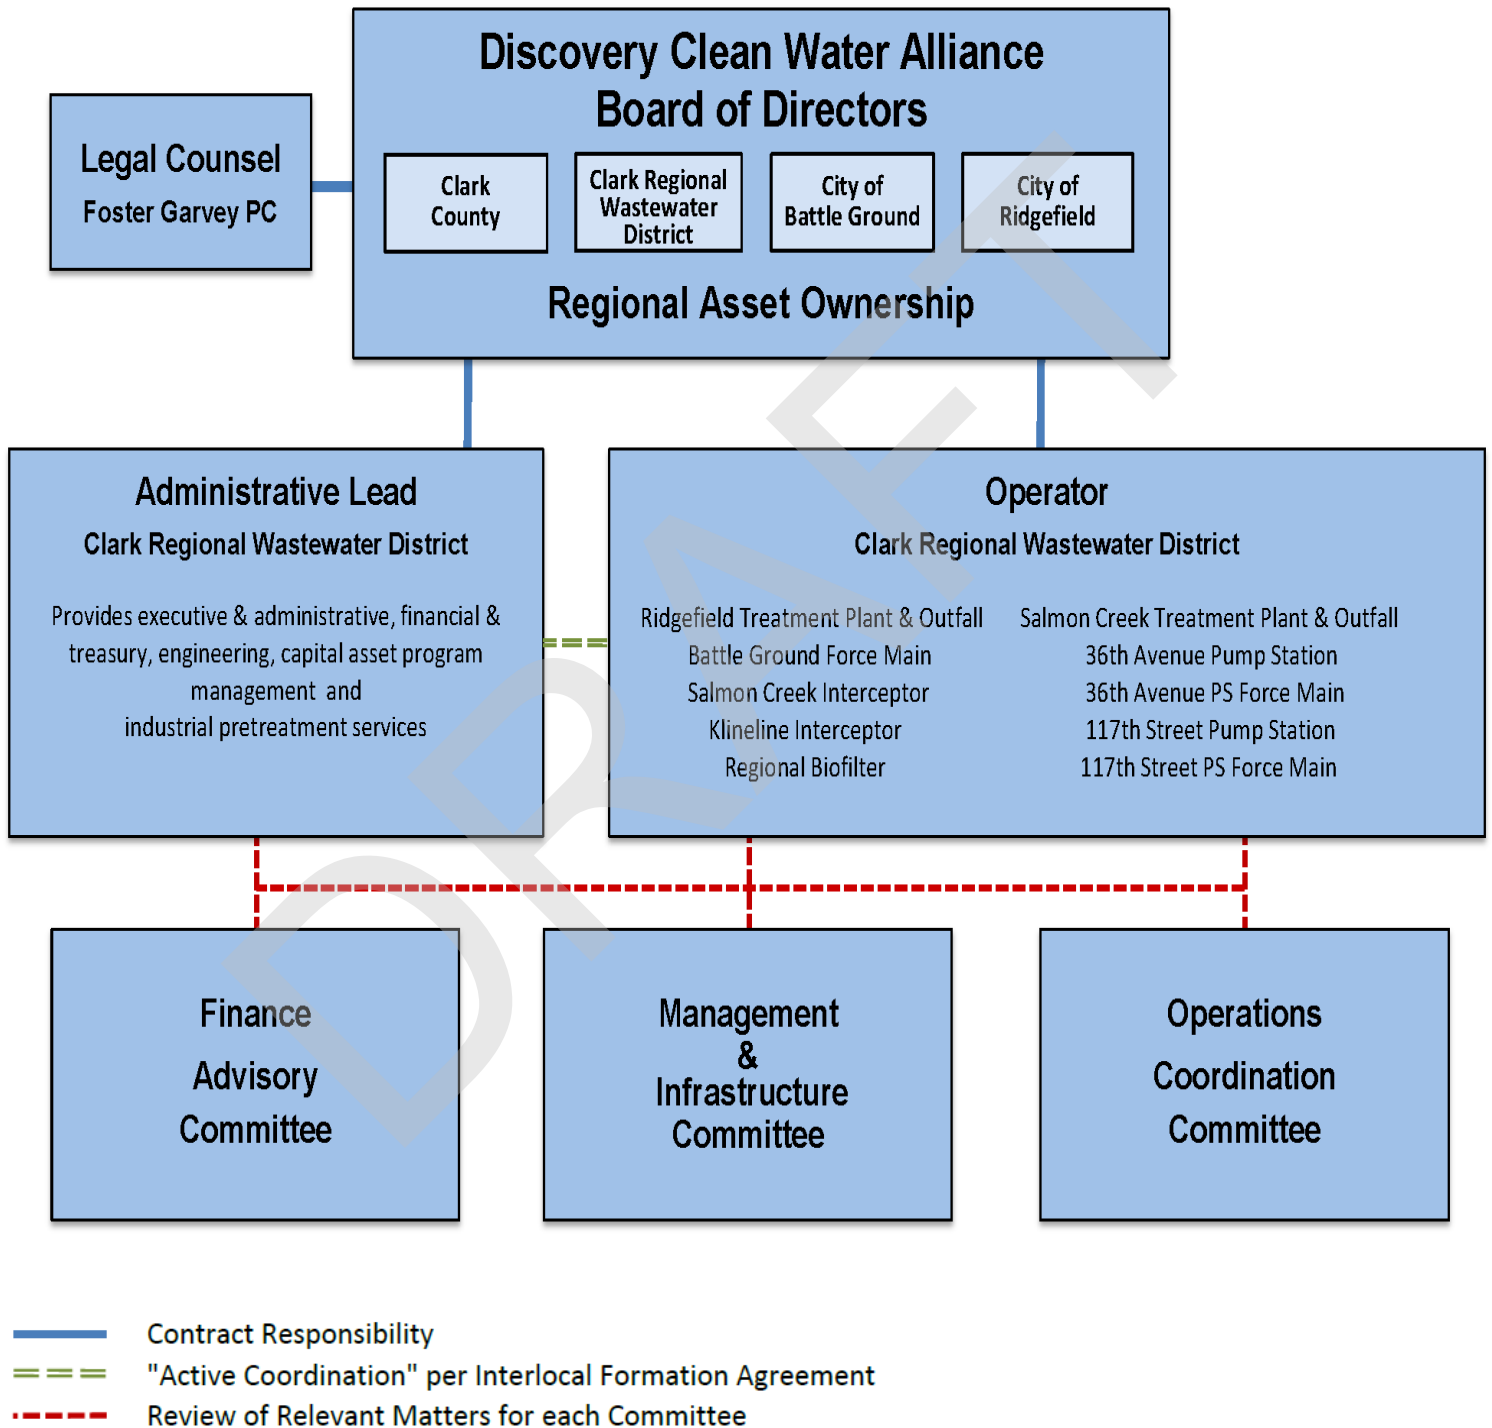 Discovery Clean Water Alliance
Board of Directors
Legal Counsel
Foster Garvey PC
Clark
County
Clark Regional
Wastewater
District
City of
Battle Ground
City of
Ridgefield
Regional Asset Ownership
Administrative Lead
Clark Regional Wastewater District
Provides executive & administrative, financial &
treasury, engineering, capital asset program
management and
industrial pretreatment services
Operator
Clark Regional Wastewater District
Ridgefield Treatment Plant & Outfall
Battle Ground Force Main
Salmon Creek Interceptor
Klineline Interceptor
Regional Biofilter
Salmon Creek Treatment Plant & Outfall
36th Avenue Pump Station
36th Avenue PS Force Main
117th Street Pump Station
117th Street PS Force Main
DRAFT
Finance
Advisory
Committee
Management
&
Infrastructure
Committee
Operations
Coordination
Committee
Contract Responsibility
"Active Coordination" per Interlocal Formation Agreement
Review of Relevant Matters for each Committee